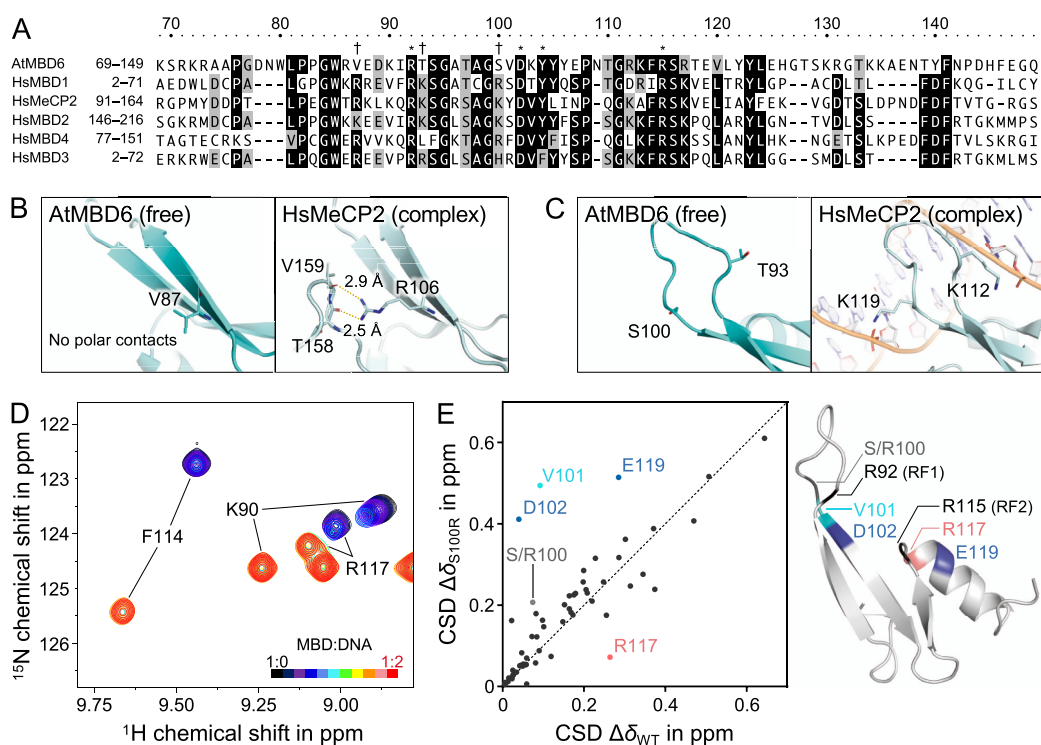 A
70 80 90 100 110 120 130 140
† * † † * * *
AtMBD6 69–149 KSRKRAAPGDNWLPPGWRVEDKIRTSGATAGSVDKYYYEPNTGRKFRSRTEVLYYLEHGTSKRGTKKAENTYFNPDHFEGQ
HsMBD1 2–71 AEDWLDCPA---LGPGWKRREVFRKSGATCGRSDTYYQSP-TGDRIRSKVELTRYLGP--ACDLTL----FDFKQG-ILCY
HsMeCP2 91–164 RGPMYDDPT---LPEGWTRKLKQRKSGRSAGKYDVYLINP-QGKAFRSKVELIAYFEK--VGDTSLDPNDFDFTVTG-RGS
HsMBD2 146–216 SGKRMDCPA---LPPGWKKEEVIRKSGLSAGKSDVYYFSP-SGKKFRSKPQLARYLGN--TVDLSS----FDFRTGKMMPS
HsMBD4 77–151 TAGTECRKS---VPCGWERVVKQRLFGKTAGRFDVYFISP-QGLKFRSKSSLANYLHK--NGETSLKPEDFDFTVLSKRGI
HsMBD3 2–72 ERKRWECPA---LPQGWEREEVPRRSGLSAGHRDVFYYSP-SGKKFRSKPQLARYLGG--SMDLST----FDFRTGKMLMS
B
AtMBD6 (free)
V87
No polar contacts
HsMeCP2 (complex)
V159
2.9 Å
R106
2.5 Å
T158
C
AtMBD6 (free)
T93
S100
HsMeCP2 (complex)
K119
K112
D
15N chemical shift in ppm
122
123
124
125
126
F114
K90
R117
MBD:DNA
1:0
1:2
9.75 9.50 9.25 9.00
1H chemical shift in ppm
E
CSD ΔδS100R in ppm
0.6
0.4
0.2
0
V101
E119
D102
S/R100
R117
0 0.2 0.4 0.6
CSD ΔδWT in ppm
S/R100
R92 (RF1)
V101
D102
R115 (RF2)
R117
E119